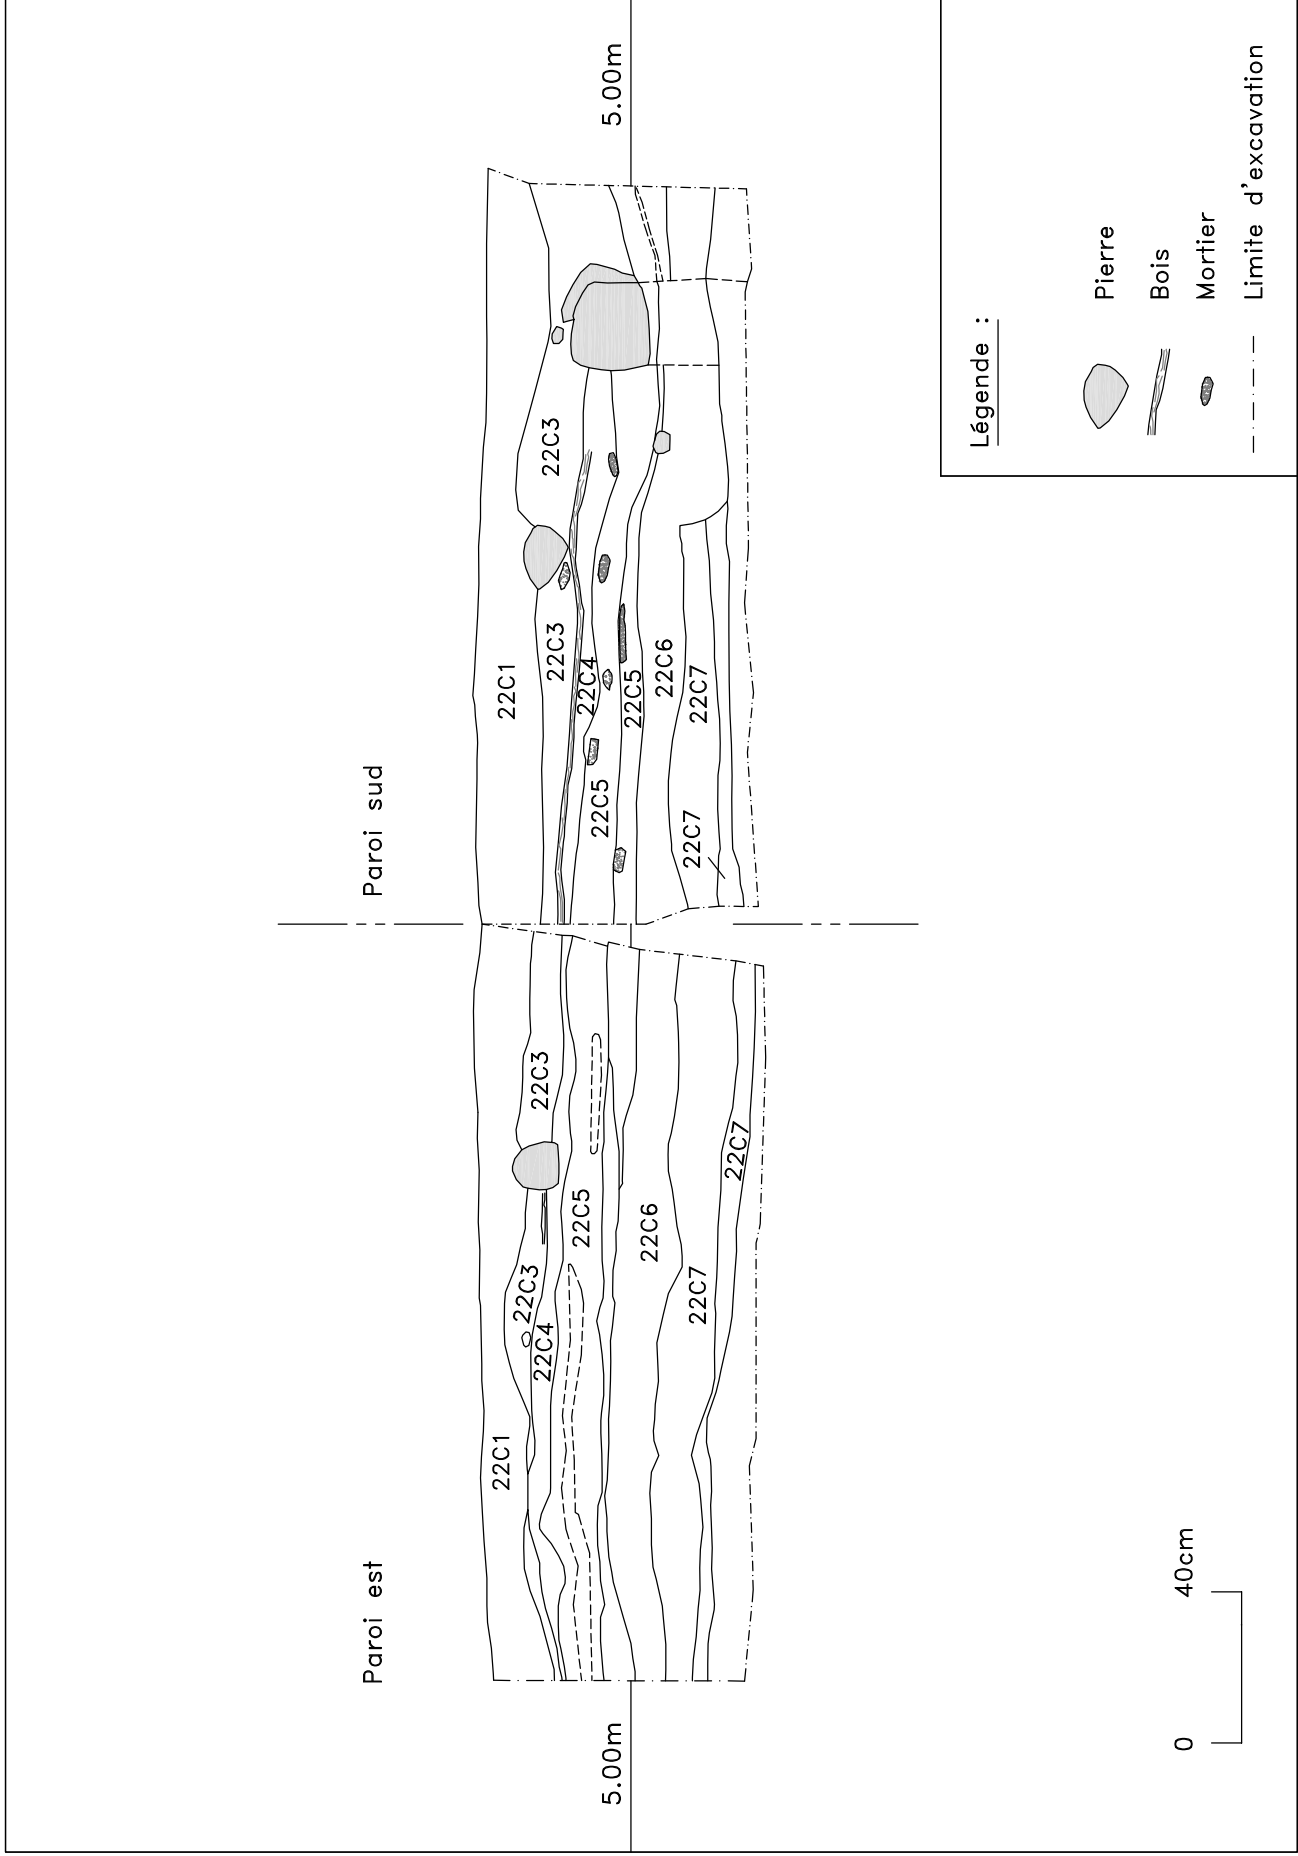 Paroi est
Paroi sud
5.00m
5.00m
22C1
22C3
22C4
22C3
22C5
22C6
22C7
22C7
22C1
22C3
22C3
22C4
22C5
22C5
22C6
22C7
22C7
0
40cm
Légende :
Pierre
Bois
Mortier
Limite d'excavation